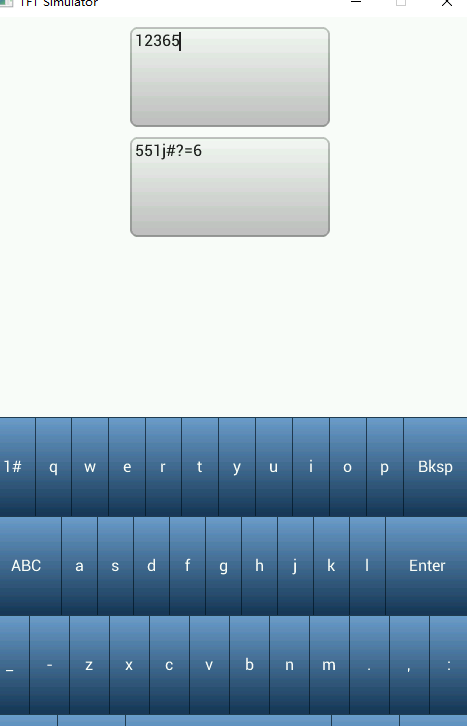 TFT Simulator
12365
551j#?=6
1# q w e r t y u i o p Bksp
ABC a s d f g h j k l Enter
_ - z x c v b n m . , :